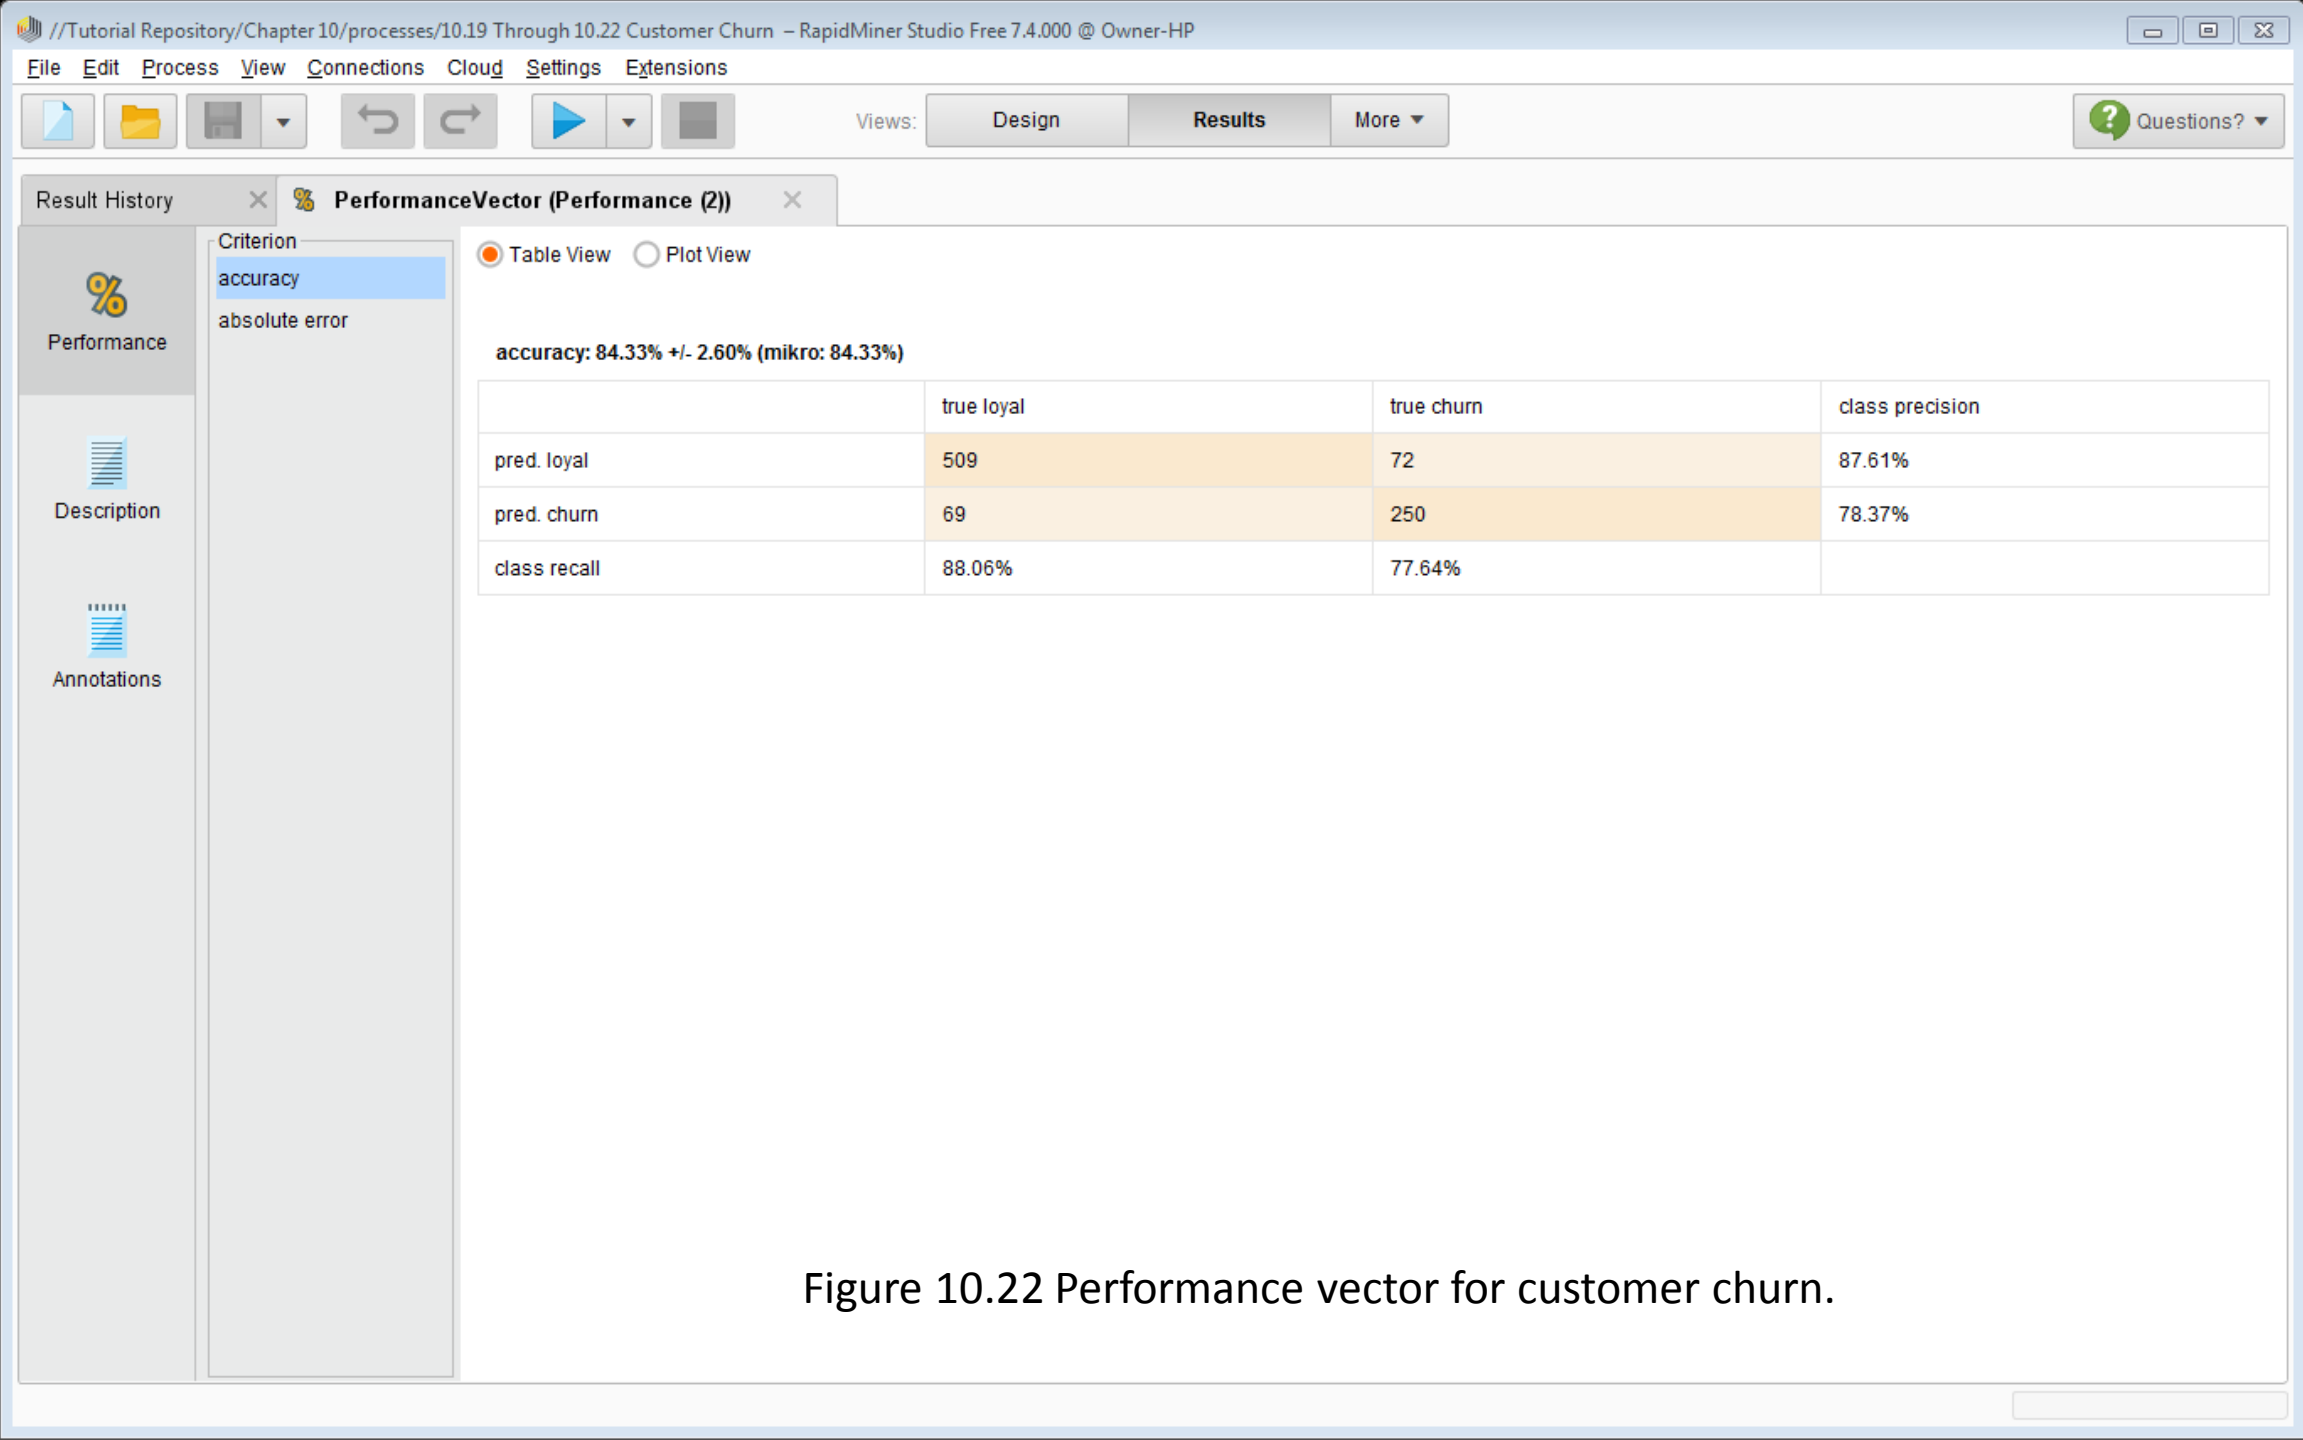 //Tutorial Repository/Chapter 10/processes/10.19 Through 10.22 Customer Churn – RapidMiner Studio Free 7.4.000 @ Owner-HP
File Edit Process View Connections Cloud Settings Extensions
Views: Design Results More Questions?
Result History PerformanceVector (Performance (2))
Criterion
accuracy
absolute error
Performance
Description
Annotations
Table View Plot View
accuracy: 84.33% +/- 2.60% (mikro: 84.33%)
true loyal true churn class precision
pred. loyal 509 72 87.61%
pred. churn 69 250 78.37%
class recall 88.06% 77.64%
Figure 10.22 Performance vector for customer churn.